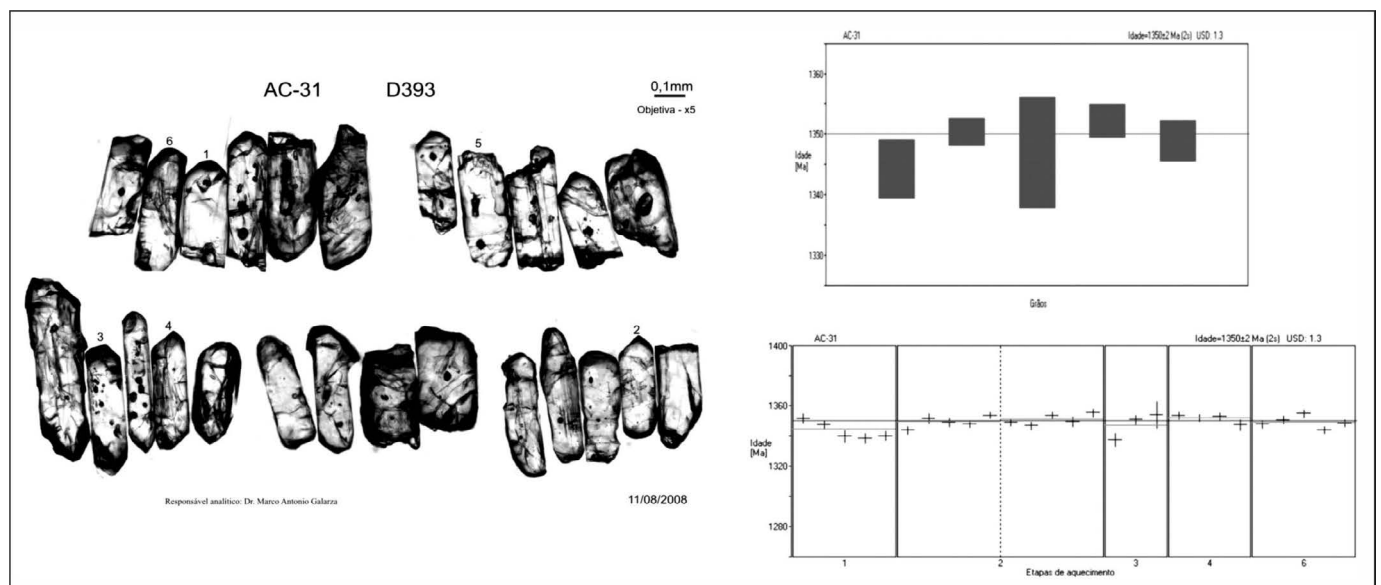 AC-31 D393
0,1mm
Objetiva - x5
6
1
5
3
4
2
Responsável analítico: Dr. Marco Antonio Galarza
11/08/2008
AC-31 Idade=1350±2 Ma (2s) USD: 1.3
1360
1350
Idade
[Ma]
1340
1330
Grãos
AC-31 Idade=1350±2 Ma (2s) USD: 1.3
1400
1360
Idade
[Ma]
1320
1280
1 2 3 4 6
Etapas de aquecimento